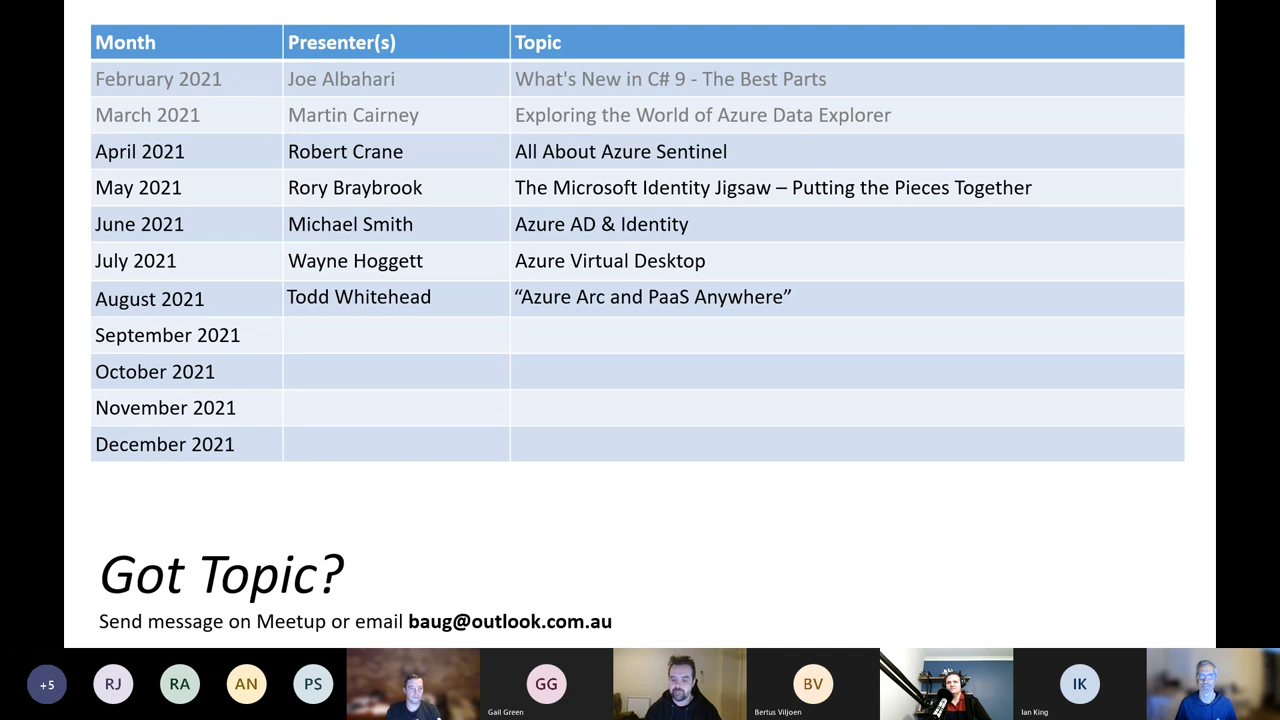 Month Presenter(s) Topic
February 2021 Joe Albahari What's New in C# 9 - The Best Parts
March 2021 Martin Cairney Exploring the World of Azure Data Explorer
April 2021 Robert Crane All About Azure Sentinel
May 2021 Rory Braybrook The Microsoft Identity Jigsaw – Putting the Pieces Together
June 2021 Michael Smith Azure AD & Identity
July 2021 Wayne Hoggett Azure Virtual Desktop
August 2021 Todd Whitehead “Azure Arc and PaaS Anywhere”
September 2021
October 2021
November 2021
December 2021
Got Topic?
Send message on Meetup or email baug@outlook.com.au
+5 RJ RA AN PS GG BV IK
Gail Green Bertus Viljoen Ian King